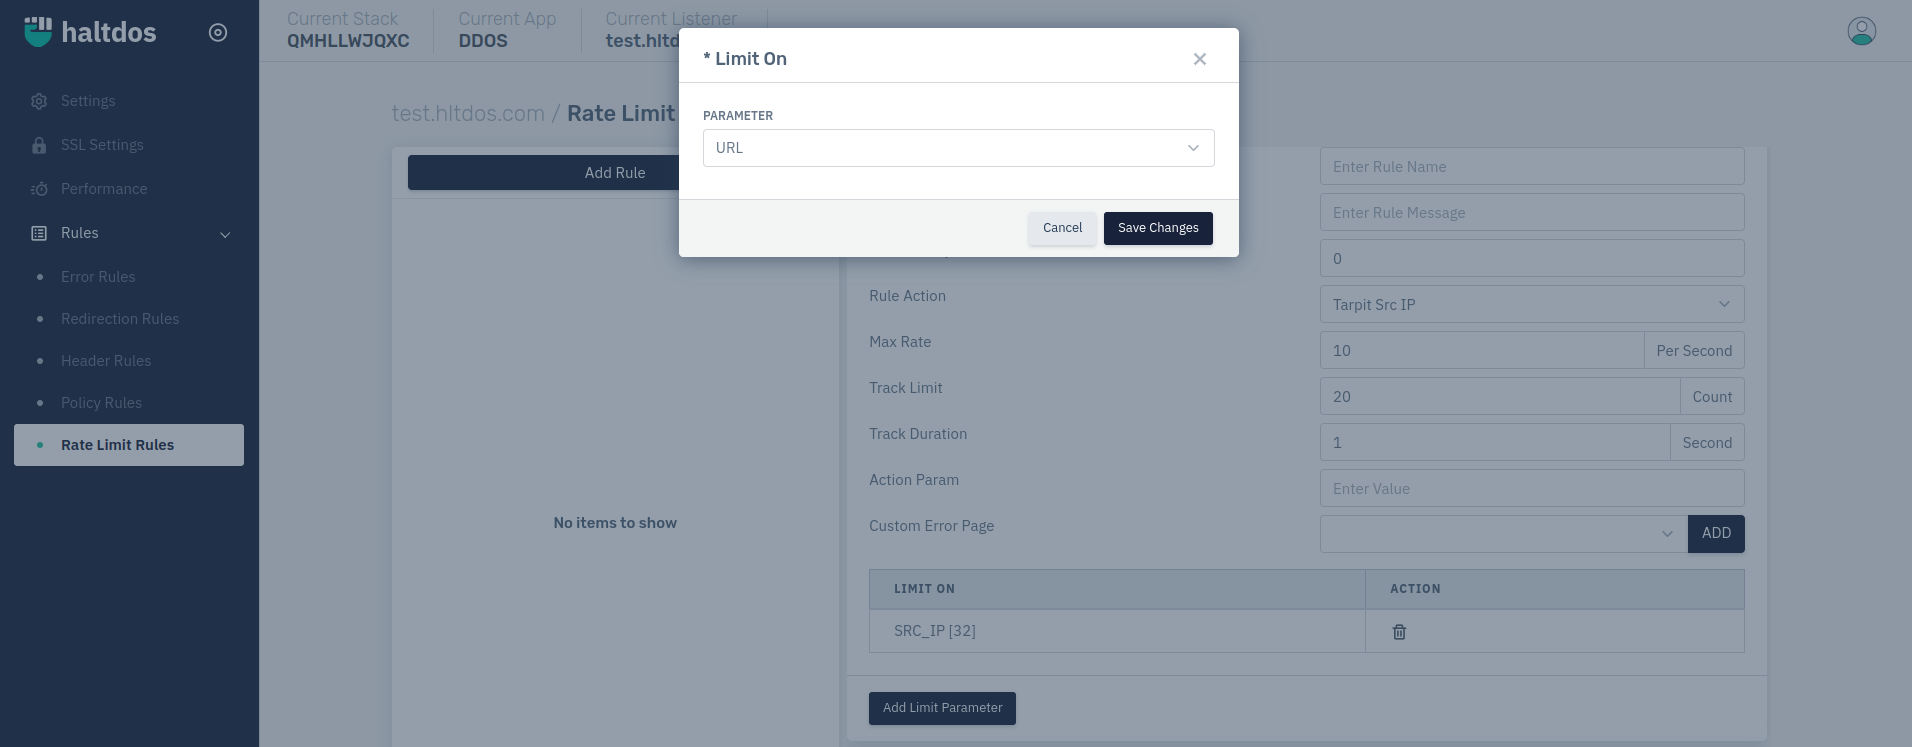 haltdos
Settings
SSL Settings
Performance
Rules
Error Rules
Redirection Rules
Header Rules
Policy Rules
Rate Limit Rules
Current Stack
QMHLLWJQXC
Current App
DDOS
Current Listener
test.hltd
test.hltdos.com / Rate Limit
Add Rule
No items to show
* Limit On
PARAMETER
URL
Cancel
Save Changes
Enter Rule Name
Enter Rule Message
0
Rule Action
Tarpit Src IP
Max Rate
10
Per Second
Track Limit
20
Count
Track Duration
1
Second
Action Param
Enter Value
Custom Error Page
ADD
LIMIT ON
ACTION
SRC_IP [32]
Add Limit Parameter